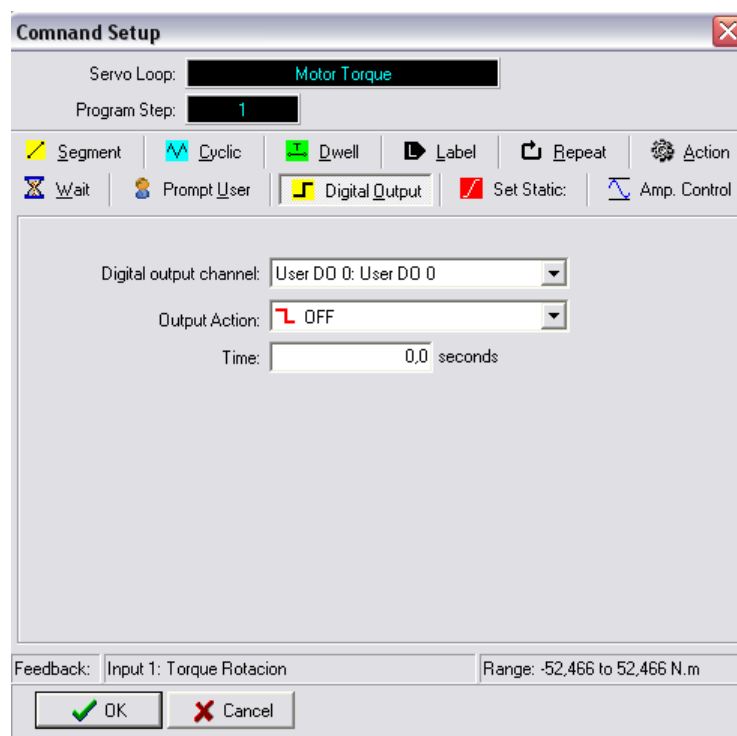 Comnand Setup
Servo Loop: Motor Torque
Program Step: 1
Segment Cyclic T Dwell L Label Repeat Action
Wait Prompt User Digital Output Set Static: Amp. Control
Digital output channel: User DO 0: User DO 0
Output Action: OFF
Time: 0,0 seconds
Feedback: Input 1: Torque Rotacion Range: -52,466 to 52,466 N.m
OK Cancel